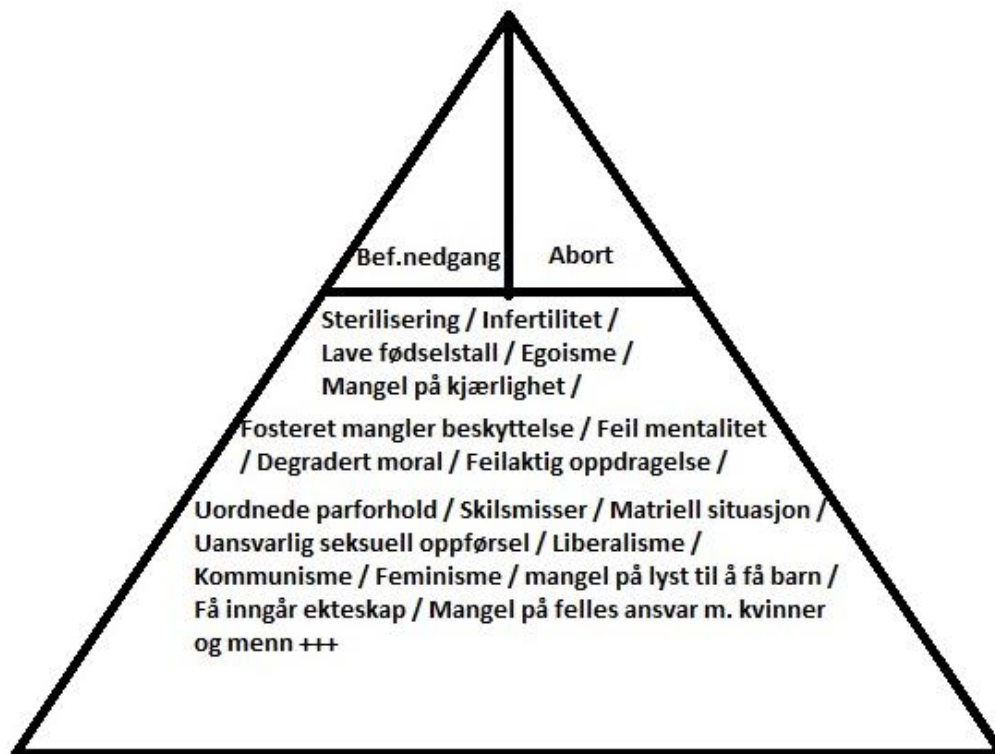 Bef.nedgang
Abort
Sterilisering / Infertilitet /
Lave fødselstall / Egoisme /
Mangel på kjærlighet /
Fosteret mangler beskyttelse / Feil mentalitet
/ Degradert moral / Feilaktig oppdragelse /
Uordnede parforhold / Skilsmisser / Matriell situasjon /
Uansvarlig seksuell oppførsel / Liberalisme /
Kommunisme / Feminisme / mangel på lyst til å få barn /
Få inngår ekteskap / Mangel på felles ansvar m. kvinner
og menn +++